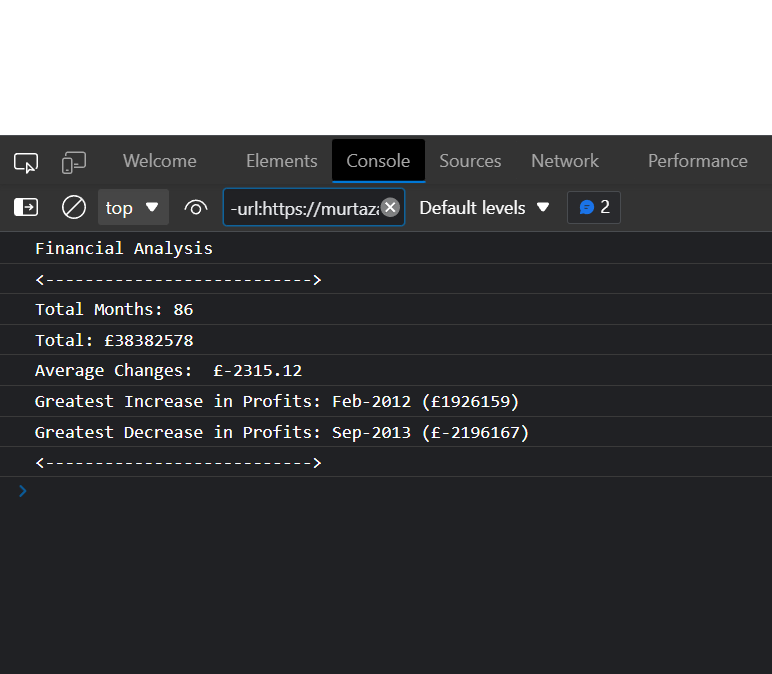 Welcome Elements Console Sources Network Performance
top -url:https://murtaza Default levels 2
Financial Analysis
<--------------------------->
Total Months: 86
Total: £38382578
Average Changes:  £-2315.12
Greatest Increase in Profits: Feb-2012 (£1926159)
Greatest Decrease in Profits: Sep-2013 (£-2196167)
<--------------------------->